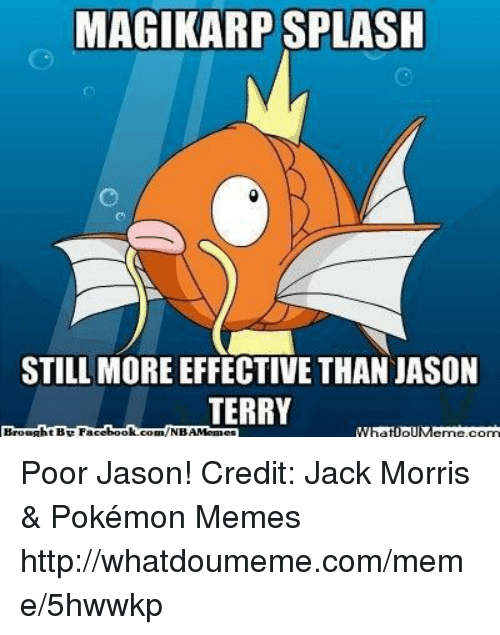 MAGIKARP SPLASH
STILL MORE EFFECTIVE THAN JASON
TERRY
Brought By Facebook.com/NBAMemes
WhatDoUMeme.com
Poor Jason! Credit: Jack Morris
& Pokémon Memes
http://whatdoumeme.com/mem
e/5hwwkp